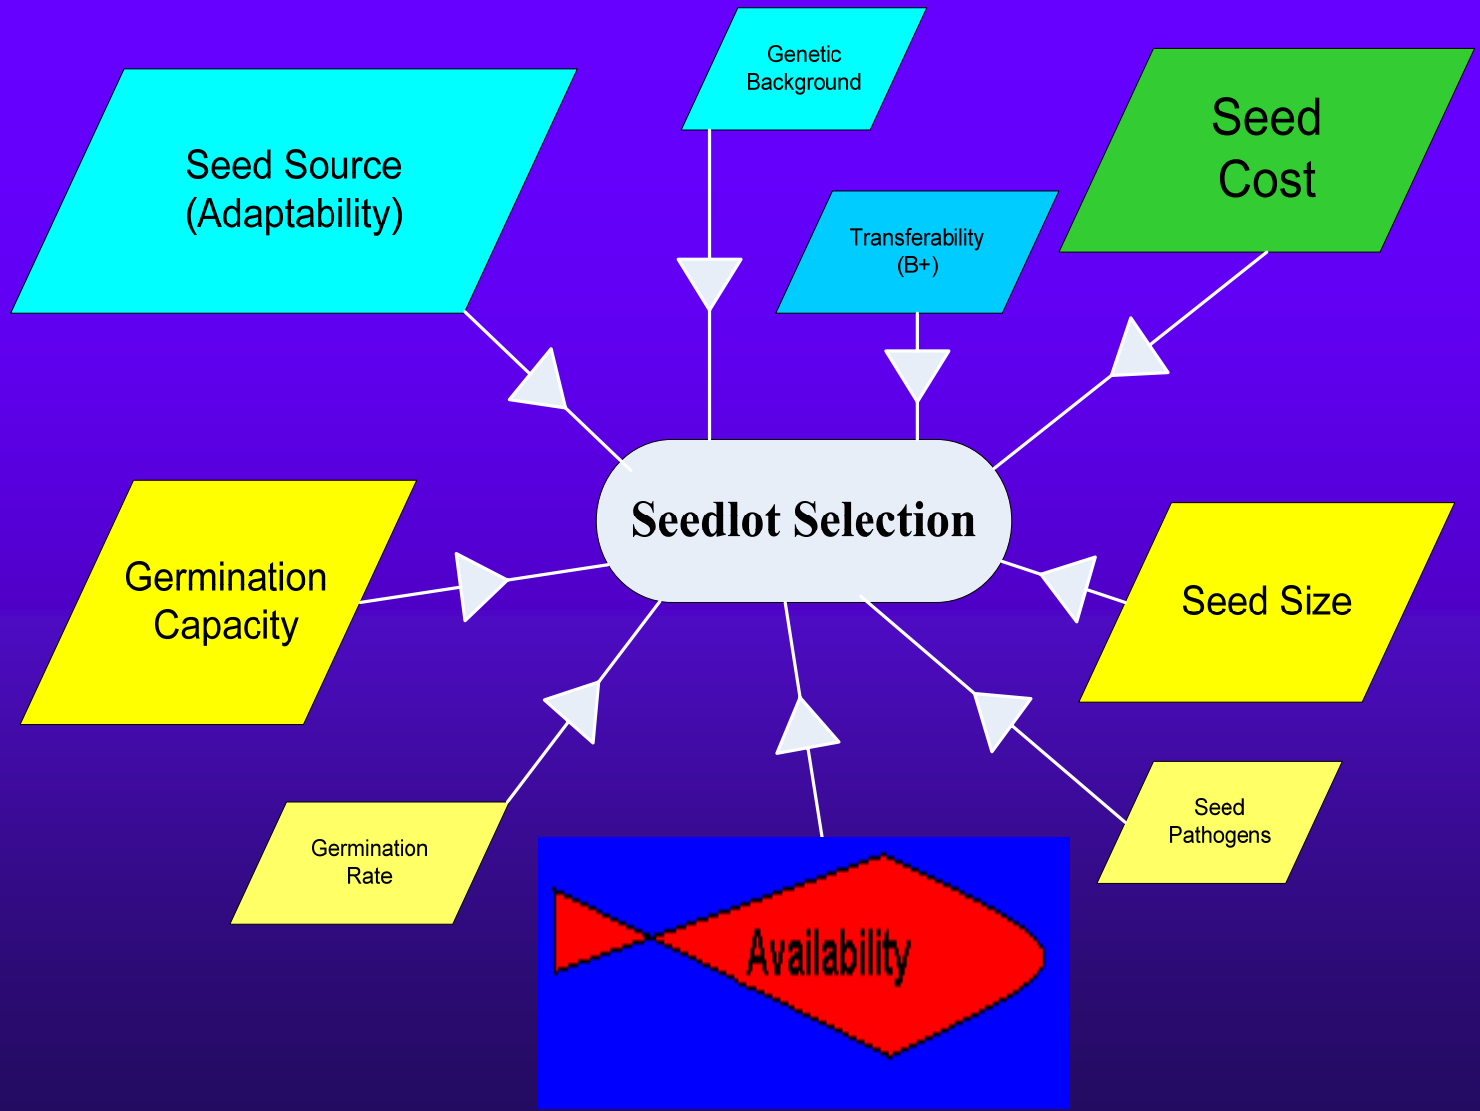 Genetic
Background
Seed Source
(Adaptability)
Seed
Cost
Transferability
(B+)
Seedlot Selection
Germination
Capacity
Seed Size
Germination
Rate
Seed
Pathogens
Availability